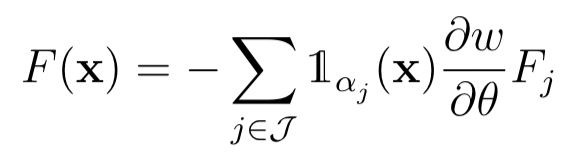 F(𝐱) = − ∑_{j∈𝒥} 𝟙_{α_j}(𝐱) ∂w/∂θ F_j